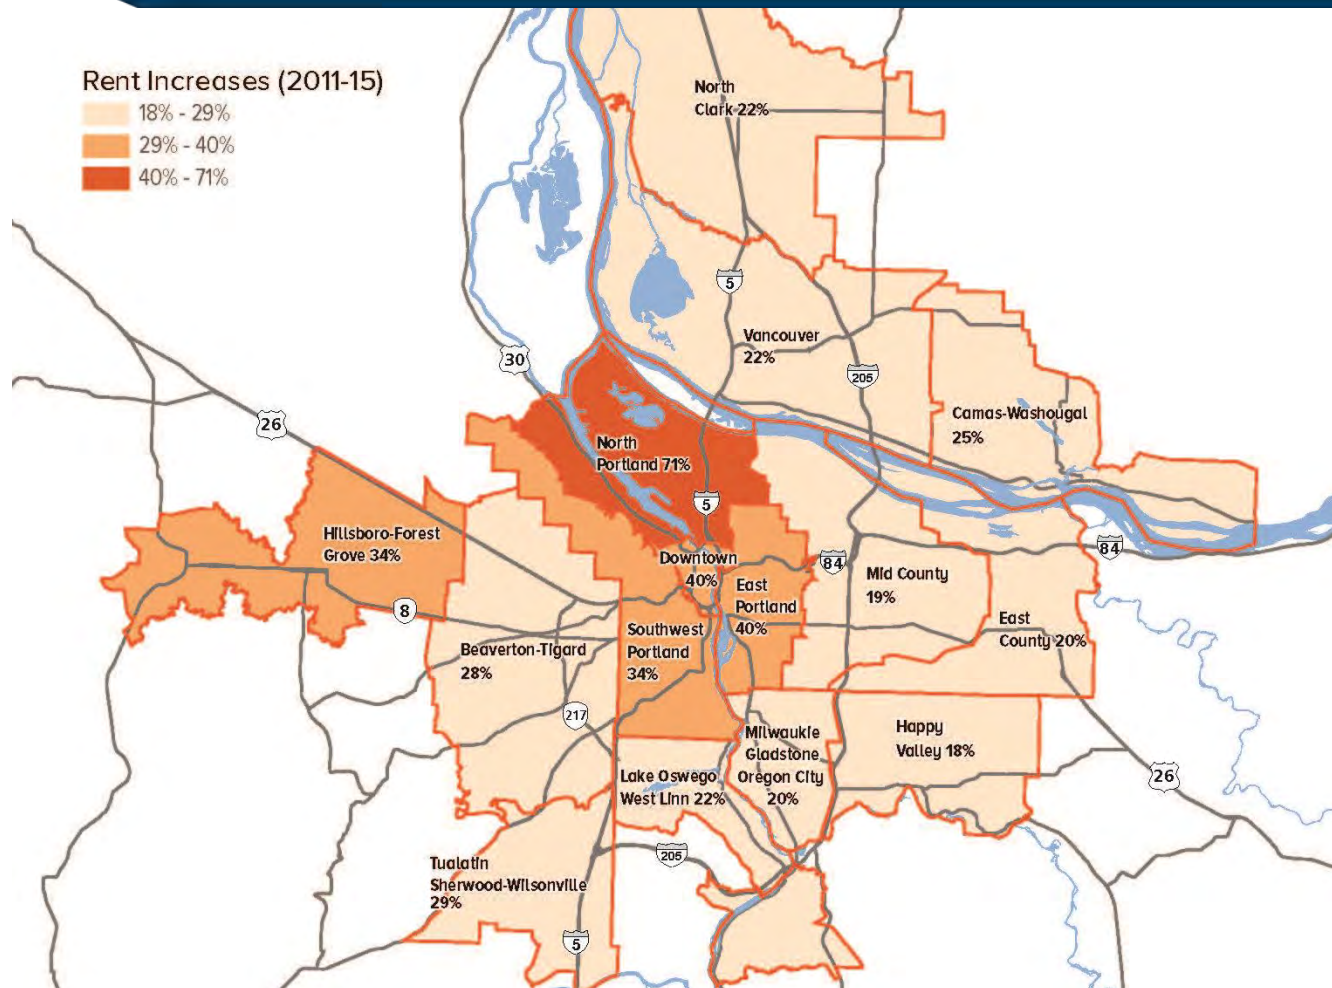 Rent Increases (2011-15)
18% - 29%
29% - 40%
40% - 71%
North
Clark 22%
5
Vancouver
22%
30
205
26
Camas-Washougal
25%
North
Portland 71%
5
Hillsboro-Forest
Grove 34%
Downtown
40%
84
84
Mid County
19%
East
Portland
40%
8
Southwest
Portland
34%
East
County 20%
Beaverton-Tigard
28%
217
Happy
Valley 18%
Milwaukie
Gladstone
Oregon City
20%
Lake Oswego
West Linn 22%
26
205
Tualatin
Sherwood-Wilsonville
29%
5